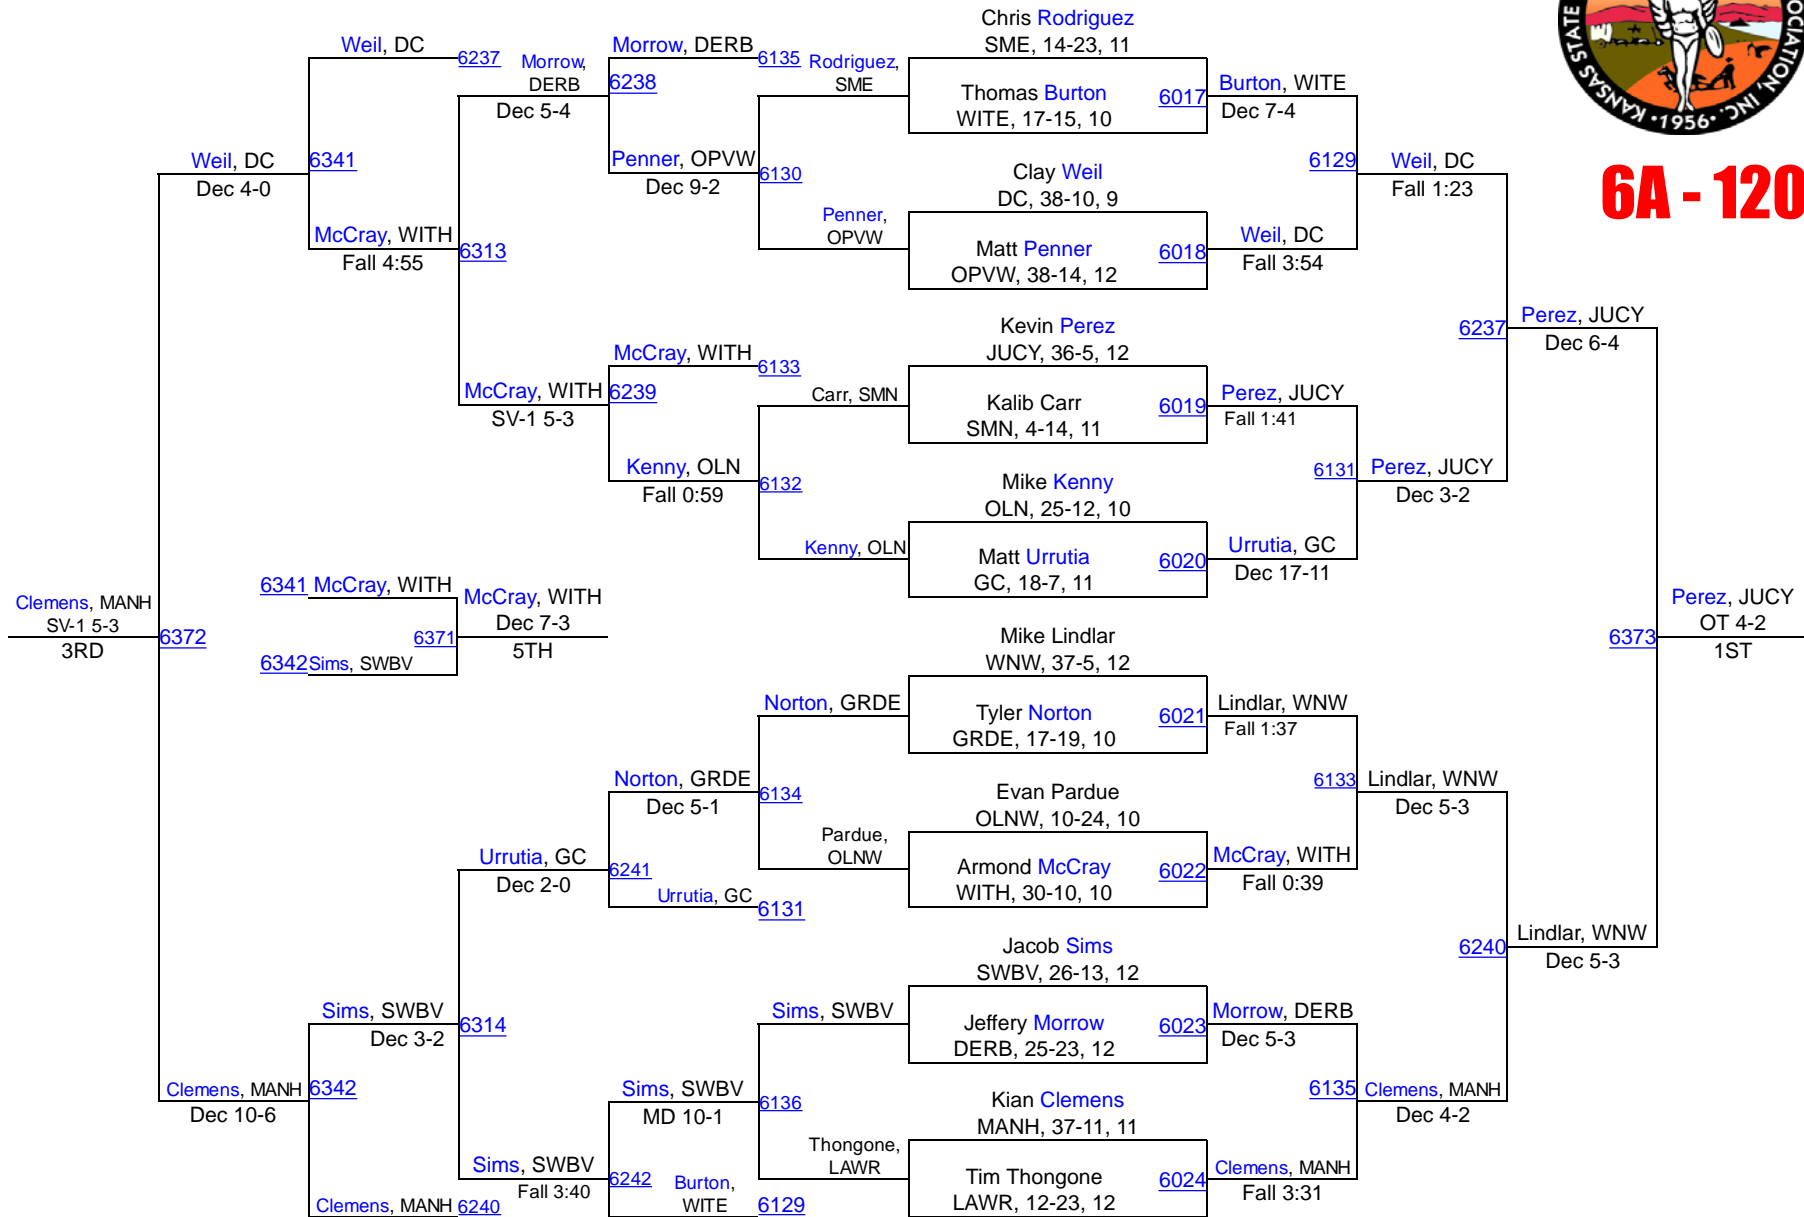 Chris Rodriguez
SME, 14-23, 11
Thomas Burton
WITE, 17-15, 10
6017
Burton, WITE
Dec 7-4
Clay Weil
DC, 38-10, 9
Matt Penner
OPVW, 38-14, 12
6018
Weil, DC
Fall 3:54
6129
Weil, DC
Fall 1:23
Kevin Perez
JUCY, 36-5, 12
Kalib Carr
SMN, 4-14, 11
6019
Perez, JUCY
Fall 1:41
Mike Kenny
OLN, 25-12, 10
Matt Urrutia
GC, 18-7, 11
6020
Urrutia, GC
Dec 17-11
6131
Perez, JUCY
Dec 3-2
6237
Perez, JUCY
Dec 6-4
Mike Lindlar
WNW, 37-5, 12
Tyler Norton
GRDE, 17-19, 10
6021
Lindlar, WNW
Fall 1:37
Evan Pardue
OLNW, 10-24, 10
Armond McCray
WITH, 30-10, 10
6022
McCray, WITH
Fall 0:39
6133
Lindlar, WNW
Dec 5-3
Jacob Sims
SWBV, 26-13, 12
Jeffery Morrow
DERB, 25-23, 12
6023
Morrow, DERB
Dec 5-3
Kian Clemens
MANH, 37-11, 11
Tim Thongone
LAWR, 12-23, 12
6024
Clemens, MANH
Fall 3:31
6135
Clemens, MANH
Dec 4-2
6240
Lindlar, WNW
Dec 5-3
6373
Perez, JUCY
OT 4-2
1ST
KANSAS STATE
OCIATION, INC.
•1956•
6A - 120
Weil, DC
6237
Morrow,
DERB
Dec 5-4
Morrow, DERB
6135
6238
Rodriguez,
SME
Penner, OPVW
Dec 9-2
6130
Penner,
OPVW
Weil, DC
Dec 4-0
6341
McCray, WITH
Fall 4:55
6313
McCray, WITH
6133
McCray, WITH
SV-1 5-3
6239
Carr, SMN
Kenny, OLN
Fall 0:59
6132
Kenny, OLN
6341 McCray, WITH
6342 Sims, SWBV
6371
McCray, WITH
Dec 7-3
5TH
Clemens, MANH
SV-1 5-3
3RD
6372
Norton, GRDE
Norton, GRDE
Dec 5-1
6134
Pardue,
OLNW
Urrutia, GC
Dec 2-0
6241
Urrutia, GC
6131
Sims, SWBV
Dec 3-2
6314
Sims, SWBV
Clemens, MANH
Dec 10-6
6342
Sims, SWBV
MD 10-1
6136
Thongone,
LAWR
Sims, SWBV
Fall 3:40
6242
Burton,
WITE
6129
Clemens, MANH
6240